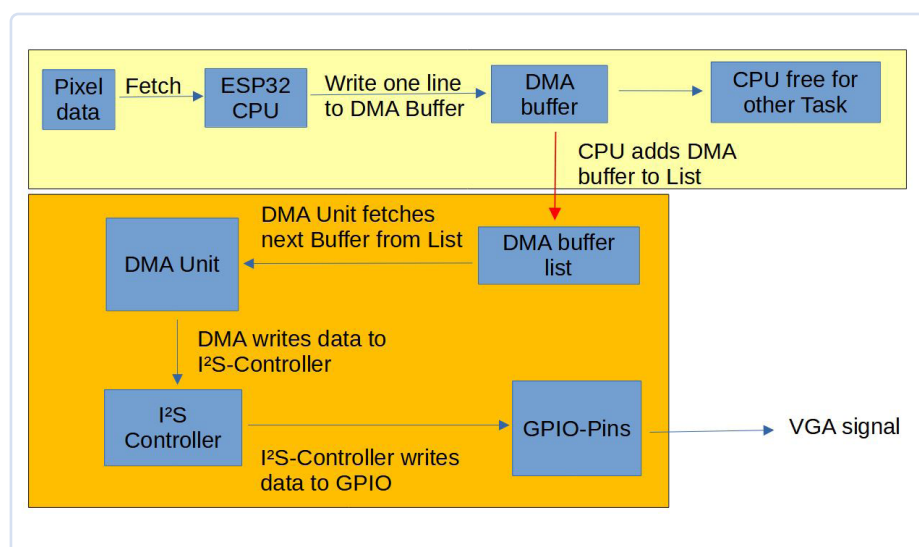 Pixel
data
Fetch
ESP32
CPU
Write one line
to DMA Buffer
DMA
buffer
CPU free for
other Task
CPU adds DMA
buffer to List
DMA Unit fetches
next Buffer from List
DMA buffer
list
DMA Unit
DMA writes data to
I²S-Controller
I²S
Controller
I²S-Controller writes
data to GPIO
GPIO-Pins
VGA signal